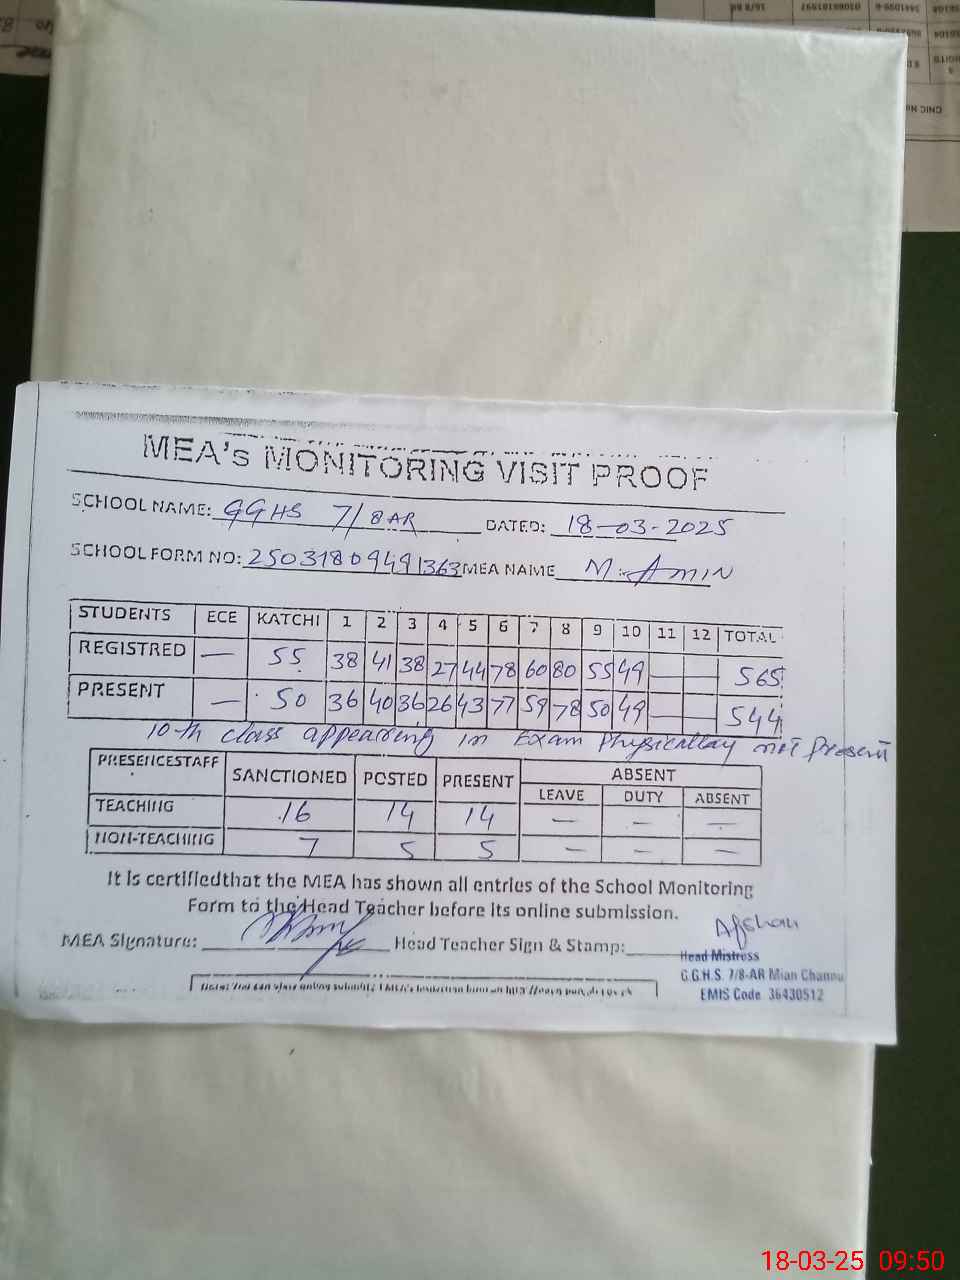 MEA's MONITORING VISIT PROOF
SCHOOL NAME: GGHS 7/8AR DATED: 18-03-2025
SCHOOL FORM NO: 25031809491363 MEA NAME M. Amin
STUDENTS ECE KATCHI 1 2 3 4 5 6 7 8 9 10 11 12 TOTAL
REGISTRED — 55 38 41 38 27 44 78 60 80 55 49 — — 565
PRESENT — 50 36 40 36 26 43 77 59 78 50 49 — — 544
10-th class appearing in Exam Physicallay not Present
PRESENCESTAFF SANCTIONED POSTED PRESENT ABSENT
LEAVE DUTY ABSENT
TEACHING 16 14 14 — — —
NON-TEACHING 7 5 5 — — —
It is certifiedthat the MEA has shown all entries of the School Monitoring
Form to the Head Teacher before its online submission.
MEA Signature: Head Teacher Sign & Stamp: Afshan
Head Mistress
G.G.H.S. 7/8-AR Mian Channu
EMIS Code 36430512
CNIC No
18-03-25 09:50